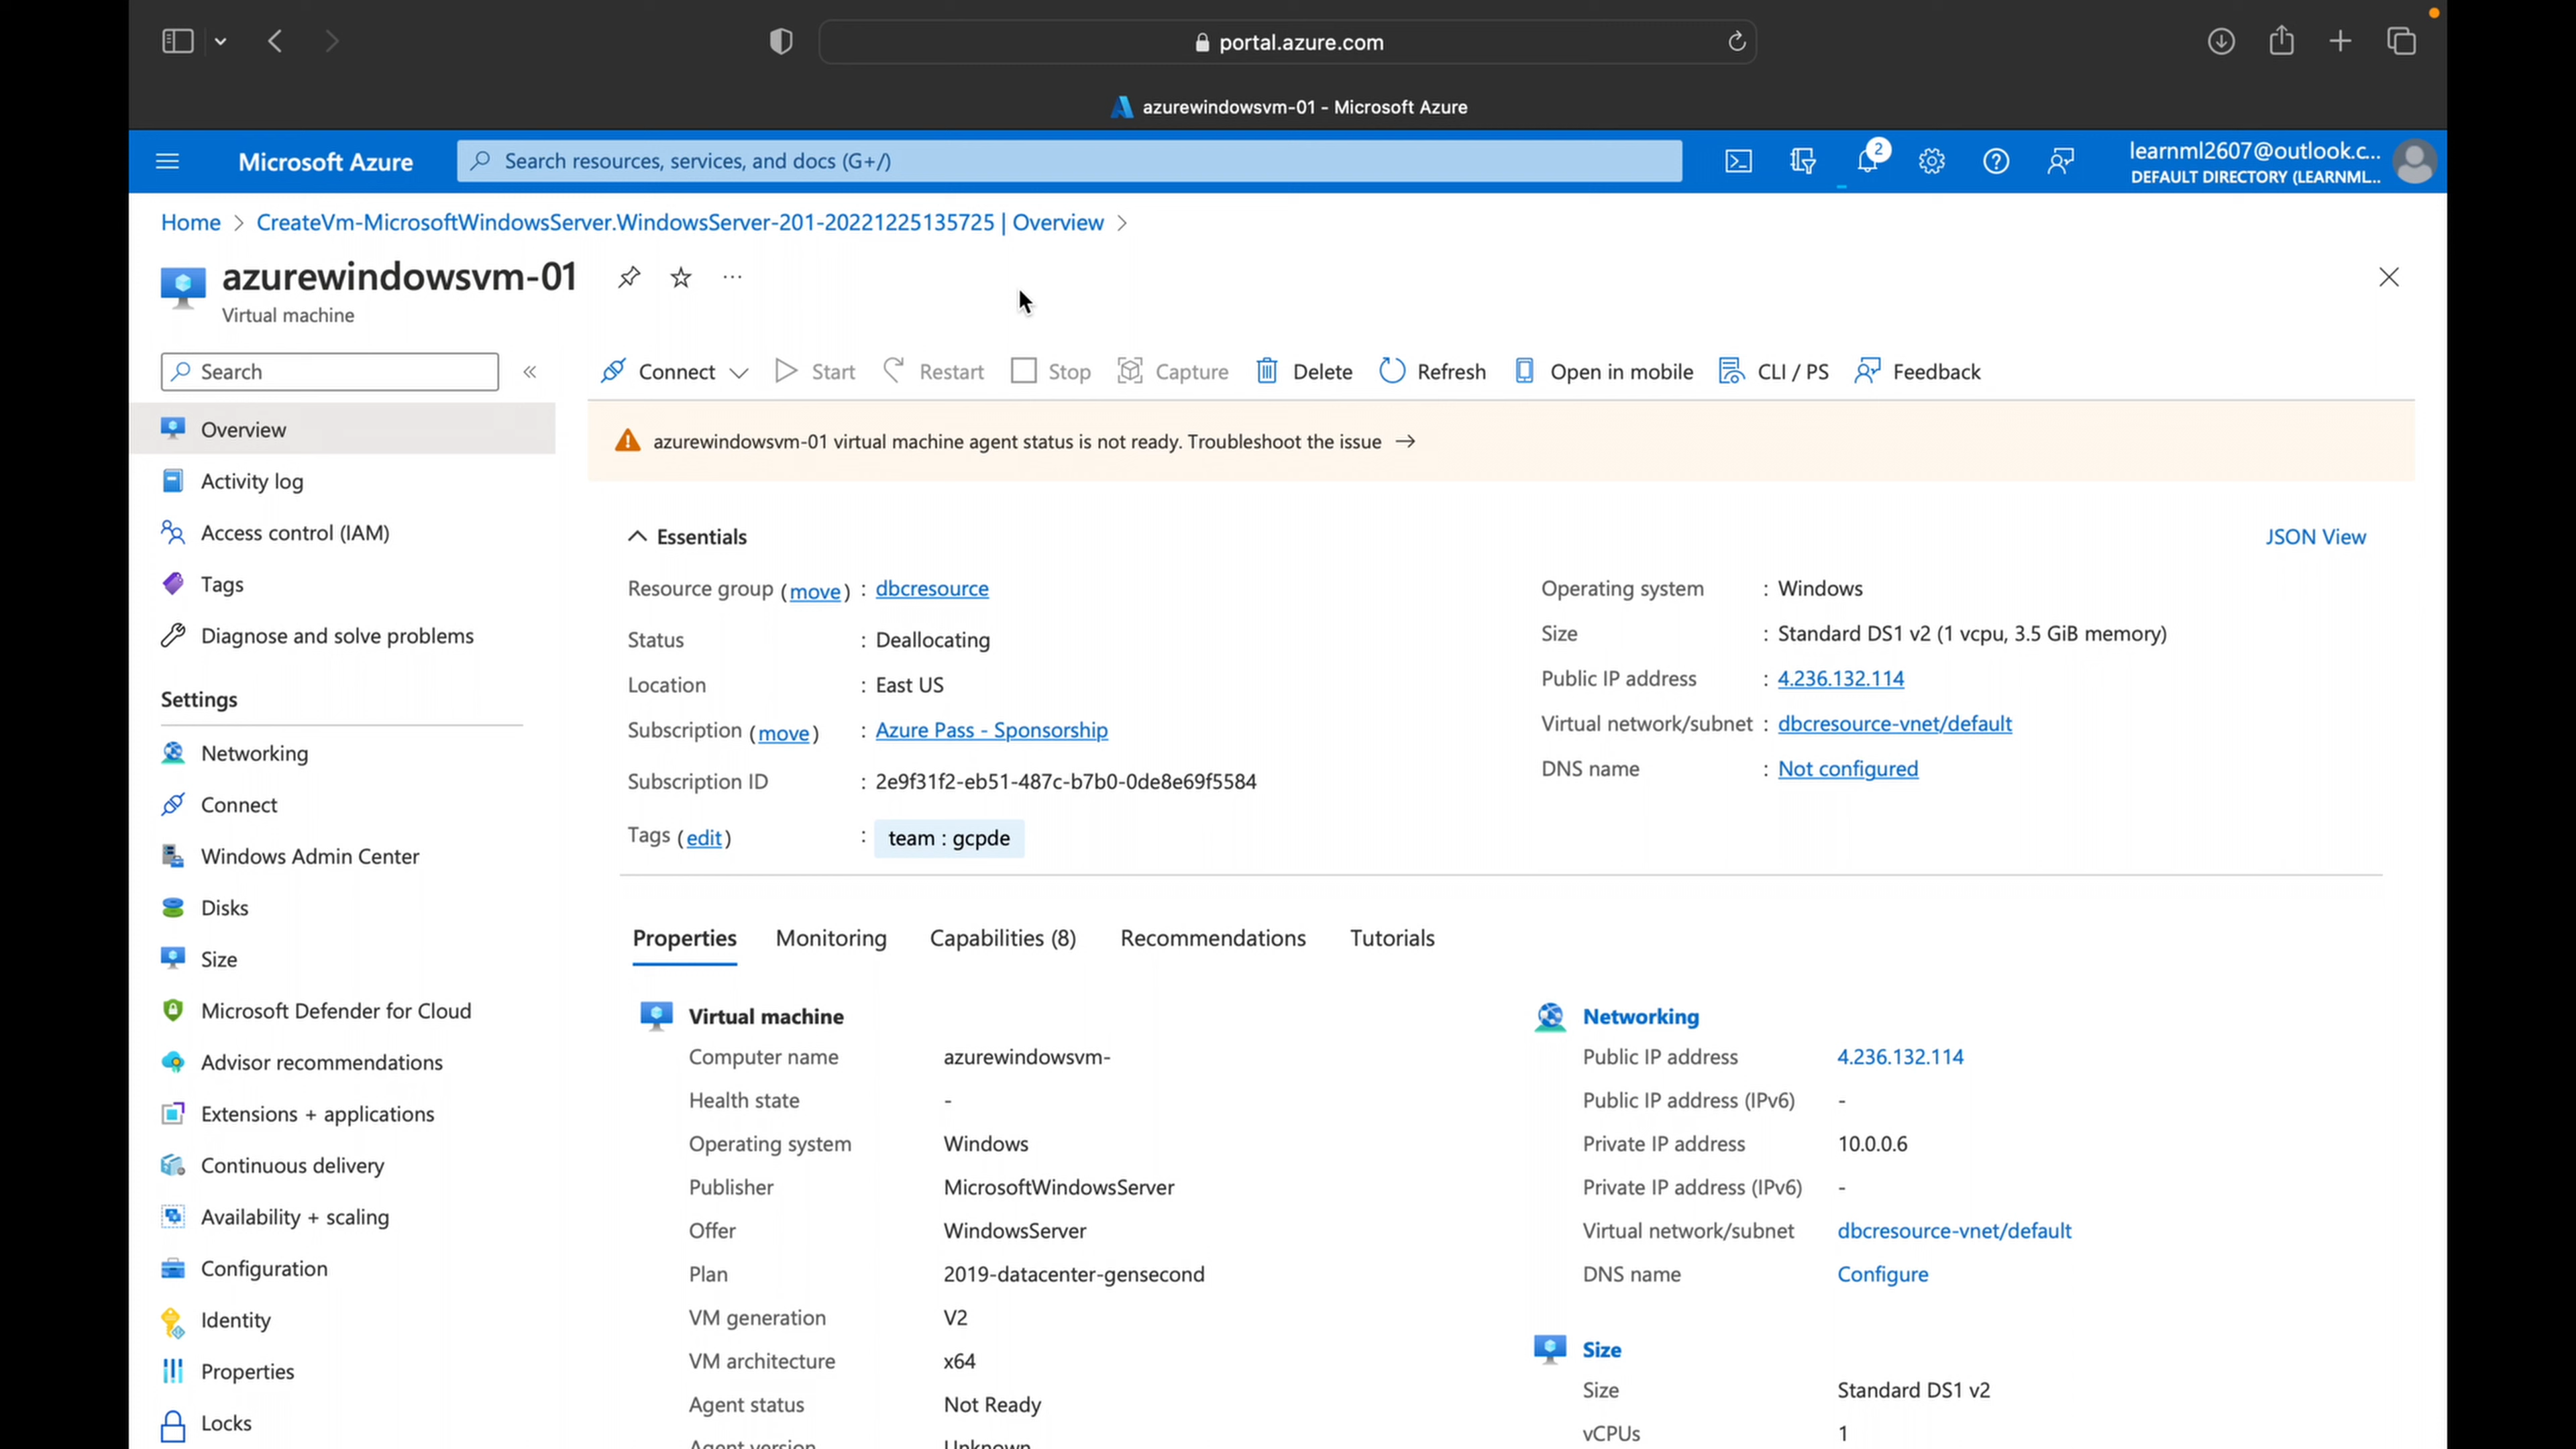 portal.azure.com
azurewindowsvm-01 - Microsoft Azure
Microsoft Azure
Search resources, services, and docs (G+/)
2
learnml2607@outlook.c...
DEFAULT DIRECTORY (LEARNML...
Home > CreateVm-MicrosoftWindowsServer.WindowsServer-201-20221225135725 | Overview >
azurewindowsvm-01
Virtual machine
Search
Connect
Start
Restart
Stop
Capture
Delete
Refresh
Open in mobile
CLI / PS
Feedback
Overview
Activity log
Access control (IAM)
Tags
Diagnose and solve problems
Settings
Networking
Connect
Windows Admin Center
Disks
Size
Microsoft Defender for Cloud
Advisor recommendations
Extensions + applications
Continuous delivery
Availability + scaling
Configuration
Identity
Properties
Locks
azurewindowsvm-01 virtual machine agent status is not ready. Troubleshoot the issue →
Essentials
JSON View
Resource group (move) : dbcresource
Status : Deallocating
Location : East US
Subscription (move) : Azure Pass - Sponsorship
Subscription ID : 2e9f31f2-eb51-487c-b7b0-0de8e69f5584
Tags (edit) : team : gcpde
Operating system : Windows
Size : Standard DS1 v2 (1 vcpu, 3.5 GiB memory)
Public IP address : 4.236.132.114
Virtual network/subnet : dbcresource-vnet/default
DNS name : Not configured
Properties
Monitoring
Capabilities (8)
Recommendations
Tutorials
Virtual machine
Computer name azurewindowsvm-
Health state -
Operating system Windows
Publisher MicrosoftWindowsServer
Offer WindowsServer
Plan 2019-datacenter-gensecond
VM generation V2
VM architecture x64
Agent status Not Ready
Agent version Unknown
Networking
Public IP address 4.236.132.114
Public IP address (IPv6) -
Private IP address 10.0.0.6
Private IP address (IPv6) -
Virtual network/subnet dbcresource-vnet/default
DNS name Configure
Size
Size Standard DS1 v2
vCPUs 1